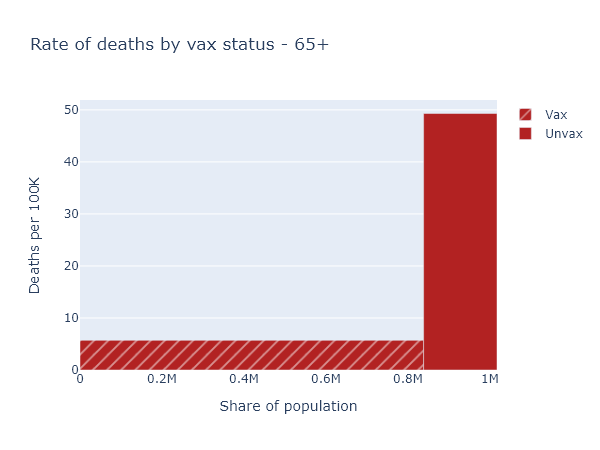 Rate of deaths by vax status - 65+
Vax
Unvax
50
40
30
20
10
0
Deaths per 100K
0 0.2M 0.4M 0.6M 0.8M 1M
Share of population